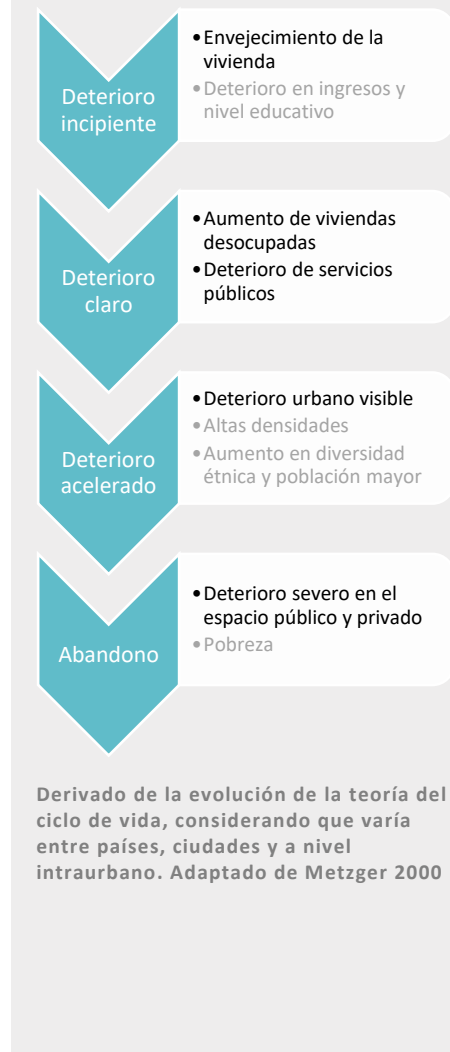 Deterioro
incipiente
•Envejecimiento de la
vivienda
•Deterioro en ingresos y
nivel educativo
Deterioro
claro
•Aumento de viviendas
desocupadas
•Deterioro de servicios
públicos
Deterioro
acelerado
•Deterioro urbano visible
•Altas densidades
•Aumento en diversidad
étnica y población mayor
Abandono
•Deterioro severo en el
espacio público y privado
•Pobreza
Derivado de la evolución de la teoría del
ciclo de vida, considerando que varía
entre países, ciudades y a nivel
intraurbano. Adaptado de Metzger 2000